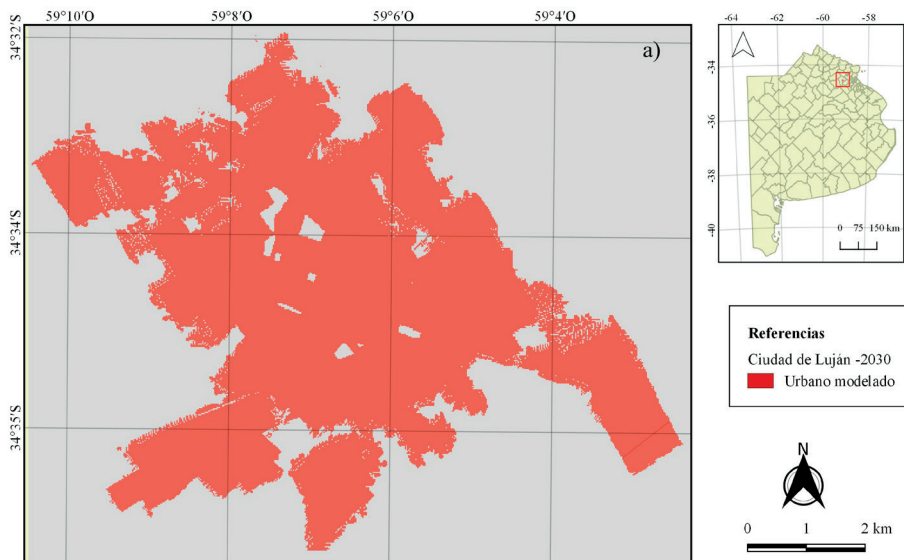 59°10'O 59°8'O 59°6'O 59°4'O
34°32'S
34°34'S
34°35'S
a)
-64 -62 -60 -58
-34
-36
-38
-40
0 75 150 km
Referencias
Ciudad de Luján -2030
Urbano modelado
N
0 1 2 km